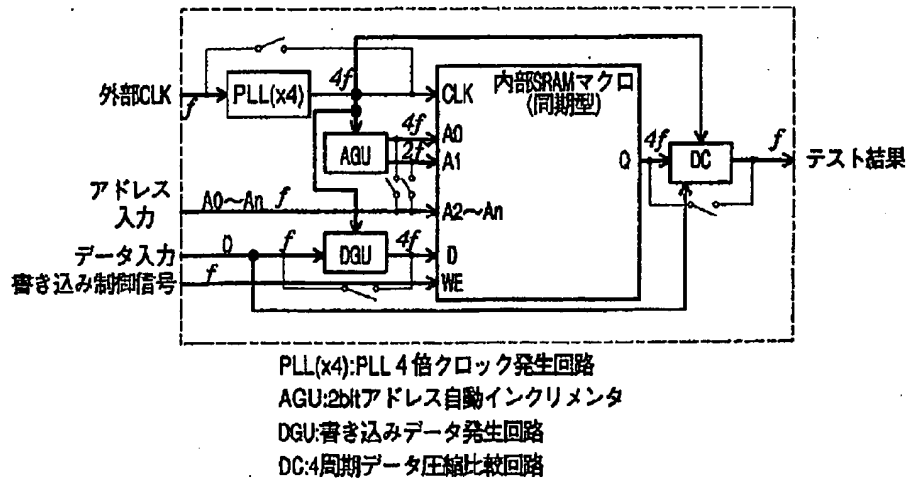 外部CLK
f
PLL(x4)
4f
CLK
内部SRAMマクロ
(同期型)
AGU
4f
A0
2f
A1
Q
4f
DC
f
テスト結果
アドレス
入力
A0～An
f
A2～An
データ入力
D
f
DGU
4f
D
書き込み制御信号
f
WE
PLL(x4):PLL 4倍クロック発生回路
AGU:2bitアドレス自動インクリメンタ
DGU:書き込みデータ発生回路
DC:4周期データ圧縮比較回路